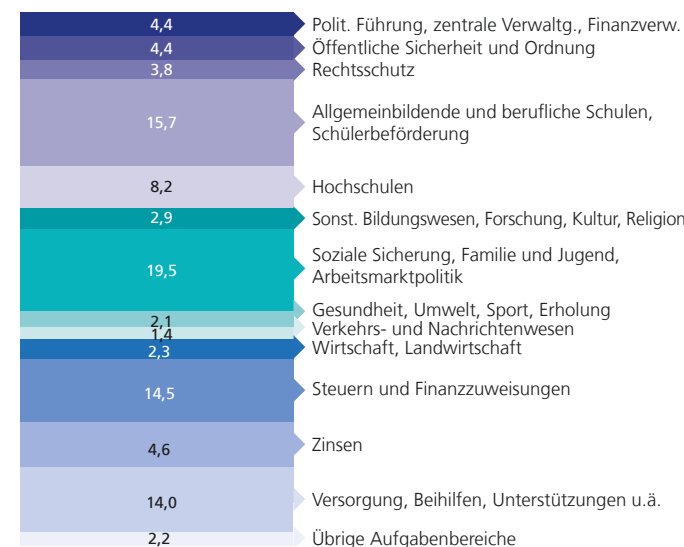 4,4 Polit. Führung, zentrale Verwaltg., Finanzverw.
4,4 Öffentliche Sicherheit und Ordnung
3,8 Rechtsschutz
15,7 Allgemeinbildende und berufliche Schulen,
Schülerbeförderung
8,2 Hochschulen
2,9 Sonst. Bildungswesen, Forschung, Kultur, Religion
19,5 Soziale Sicherung, Familie und Jugend,
Arbeitsmarktpolitik
2,1 Gesundheit, Umwelt, Sport, Erholung
1,4 Verkehrs- und Nachrichtenwesen
2,3 Wirtschaft, Landwirtschaft
14,5 Steuern und Finanzzuweisungen
4,6 Zinsen
14,0 Versorgung, Beihilfen, Unterstützungen u.ä.
2,2 Übrige Aufgabenbereiche